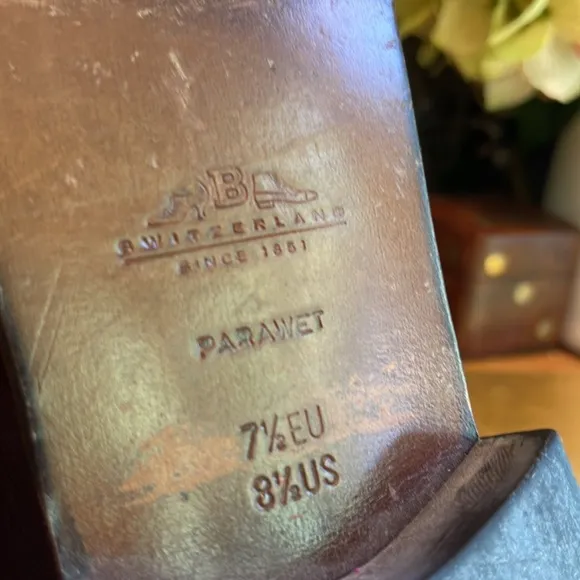 B
SWITZERLAND
SINCE 1851
PARAWET
7½EU
8½US